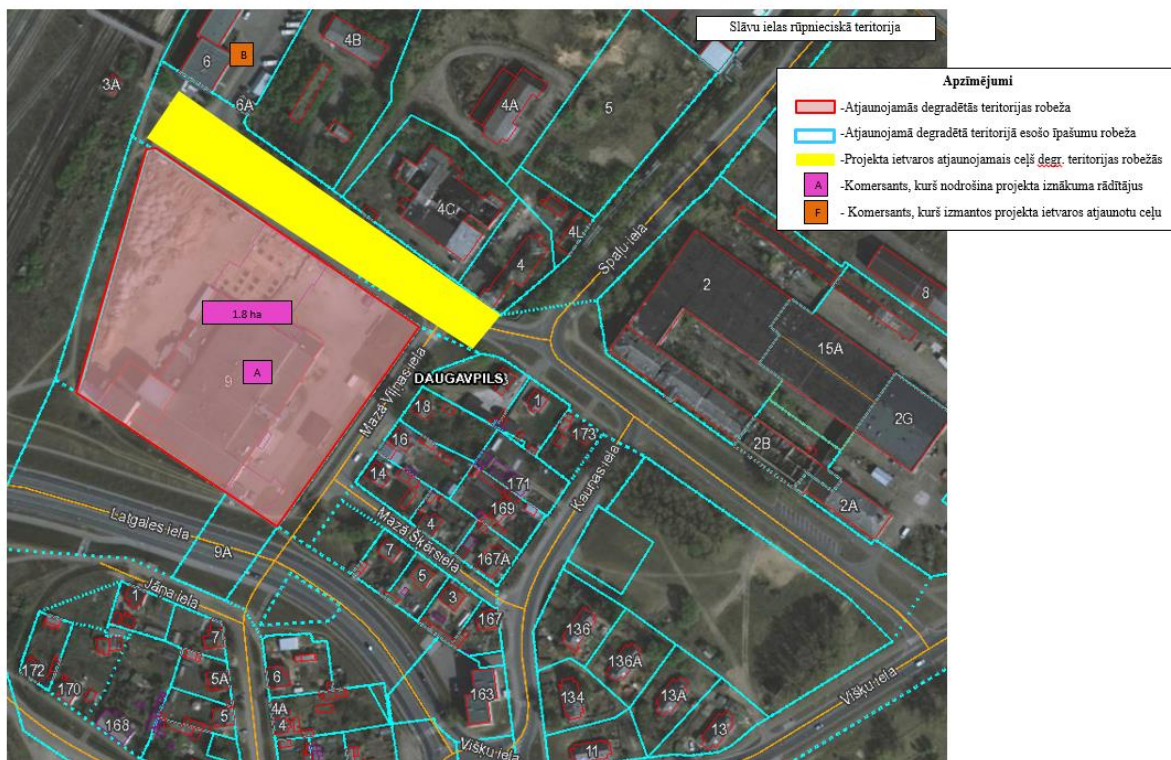 Slāvu ielas rūpnieciskā teritorija
Apzīmējumi
-Atjaunojamās degradētās teritorijas robeža
-Atjaunojamā degradētā teritorijā esošo īpašumu robeža
-Projekta ietvaros atjaunojamais ceļš degr. teritorijas robežās
A -Komersants, kurš nodrošina projekta iznākuma rādītājus
F - Komersants, kurš izmantos projekta ietvaros atjaunotu ceļu
4B
6
B
3A
6A
4A
5
4C
4L
4
Spaļu iela
2
8
15A
1.8 ha
9
A
Mazā Viļņas iela
DAUGAVPILS
18
1
173
16
14
171
169
Kauņas iela
2B
2G
2A
4
Mazā Šķērsiela
167A
7
5
3
167
Latgales iela
9A
Jāņa iela
1
7
172
170
5A
5
168
6
4A
4
163
136
136A
134
13A
13
11
Višķu iela
Višķu iela